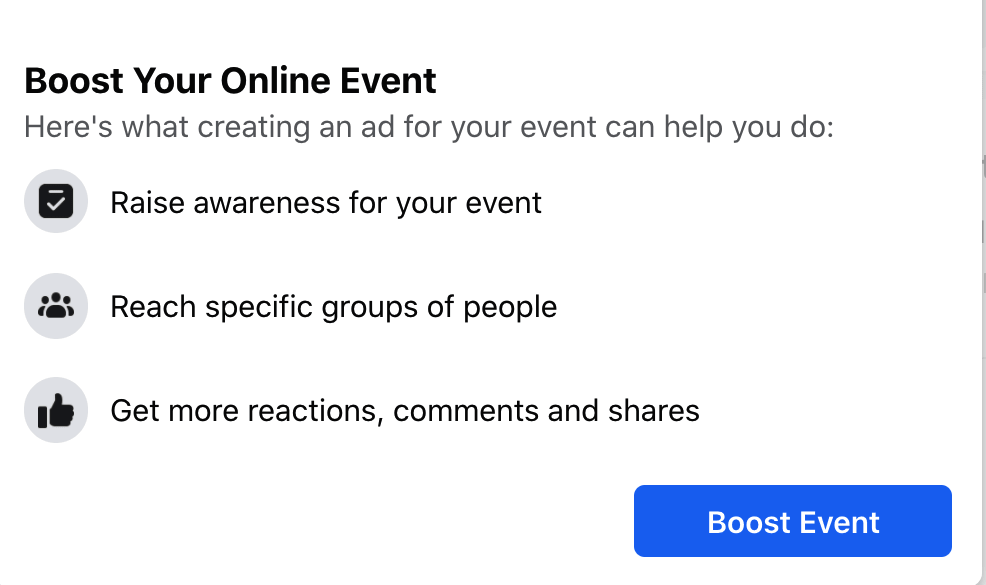 Boost Your Online Event
Here's what creating an ad for your event can help you do:
Raise awareness for your event
Reach specific groups of people
Get more reactions, comments and shares
Boost Event